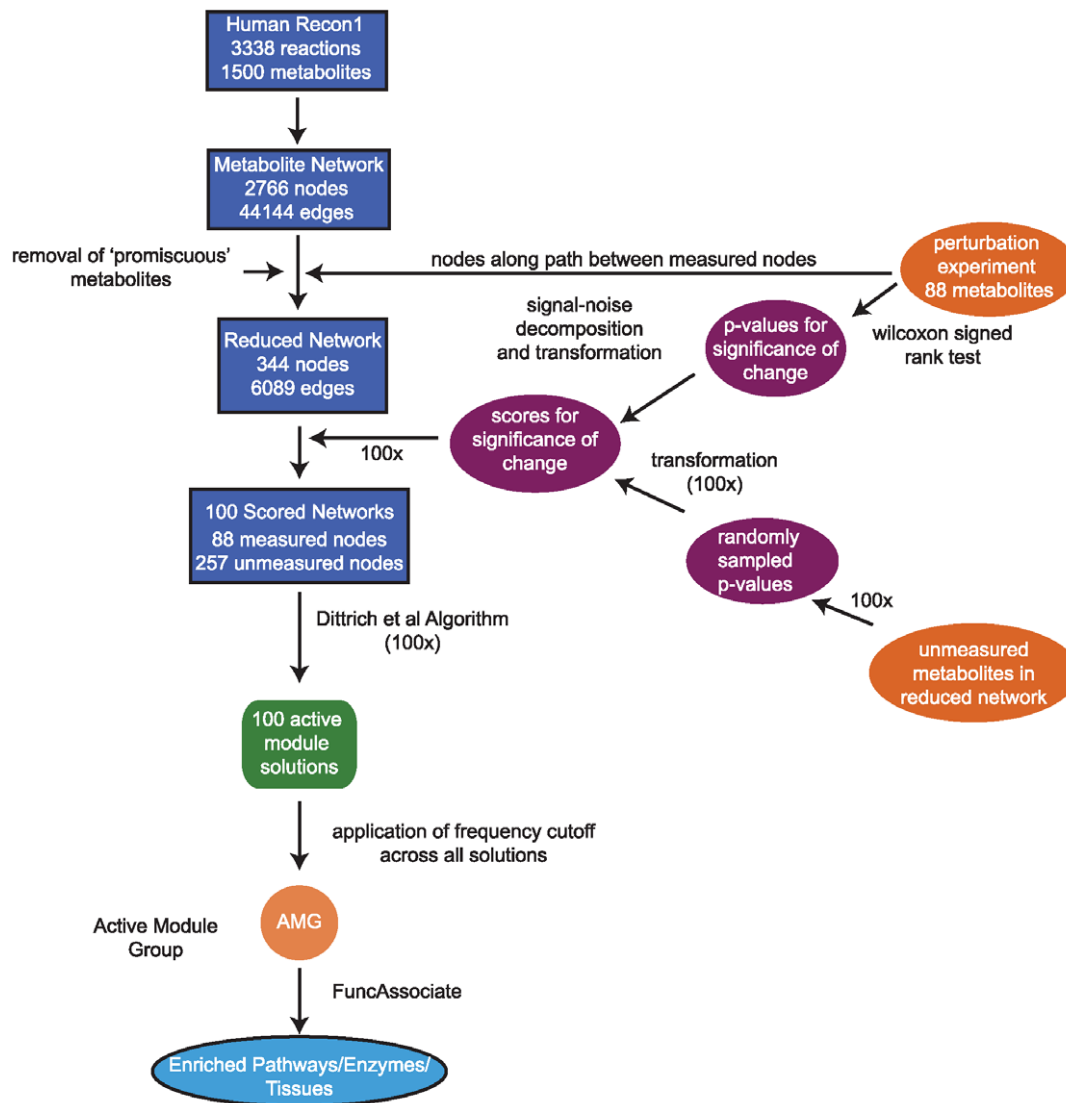 Human Recon1
3338 reactions
1500 metabolites
Metabolite Network
2766 nodes
44144 edges
removal of 'promiscuous'
metabolites
nodes along path between measured nodes
perturbation
experiment
88 metabolites
signal-noise
decomposition
and transformation
p-values for
significance of
change
wilcoxon signed
rank test
Reduced Network
344 nodes
6089 edges
100x
scores for
significance of
change
transformation
(100x)
100 Scored Networks
88 measured nodes
257 unmeasured nodes
randomly
sampled
p-values
100x
unmeasured
metabolites in
reduced network
Dittrich et al Algorithm
(100x)
100 active
module
solutions
application of frequency cutoff
across all solutions
Active Module
Group
AMG
FuncAssociate
Enriched Pathways/Enzymes/
Tissues